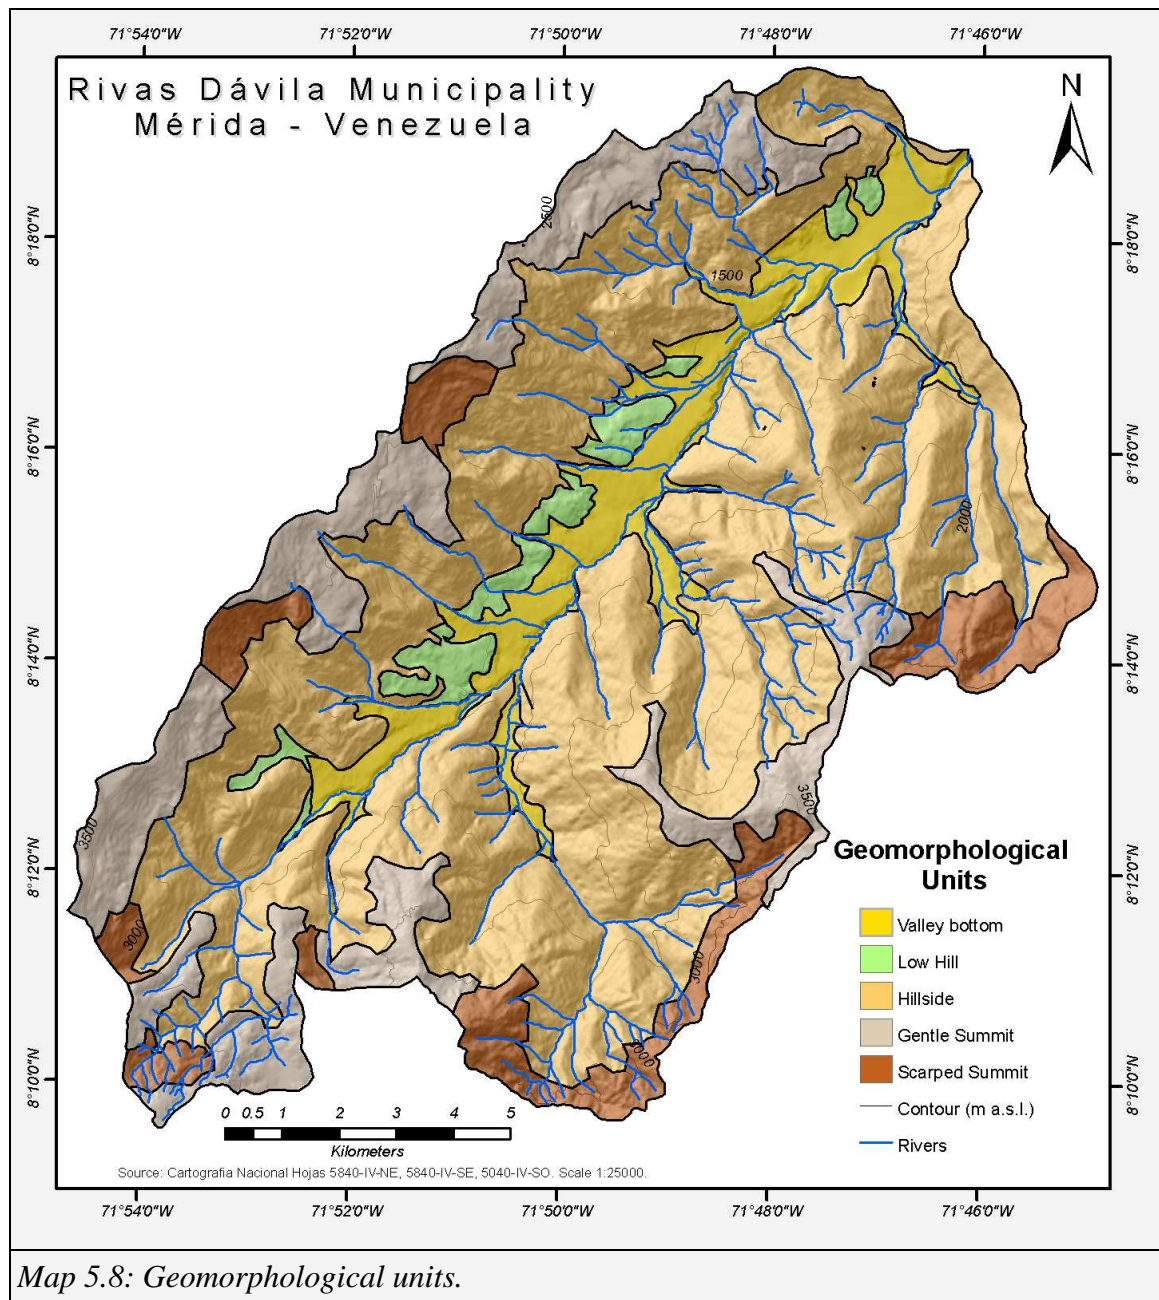 71°54'0"W 71°52'0"W 71°50'0"W 71°48'0"W 71°46'0"W
Rivas Dávila Municipality
Mérida - Venezuela
N
8°18'0"N
8°16'0"N
8°14'0"N
8°12'0"N
8°10'0"N
8°18'0"N
8°16'0"N
8°14'0"N
8°12'0"N
8°10'0"N
2500
1500
2000
3500
3500
3000
3000
3000
Geomorphological
Units
Valley bottom
Low Hill
Hillside
Gentle Summit
Scarped Summit
Contour (m a.s.l.)
Rivers
0 0.5 1 2 3 4 5
Kilometers
Source: Cartografia Nacional Hojas 5840-IV-NE, 5840-IV-SE, 5040-IV-SO. Scale 1:25000.
71°54'0"W 71°52'0"W 71°50'0"W 71°48'0"W 71°46'0"W
Map 5.8: Geomorphological units.